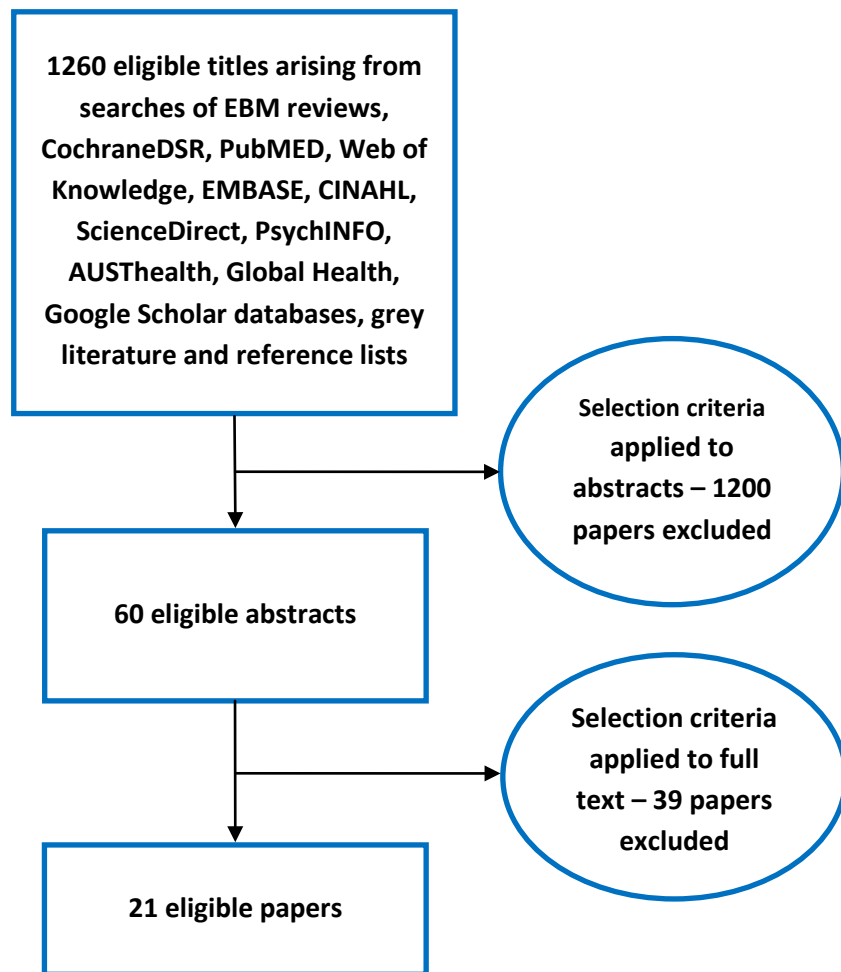 1260 eligible titles arising from
searches of EBM reviews,
CochraneDSR, PubMED, Web of
Knowledge, EMBASE, CINAHL,
ScienceDirect, PsychINFO,
AUSThealth, Global Health,
Google Scholar databases, grey
literature and reference lists
Selection criteria
applied to
abstracts – 1200
papers excluded
60 eligible abstracts
Selection criteria
applied to full
text – 39 papers
excluded
21 eligible papers